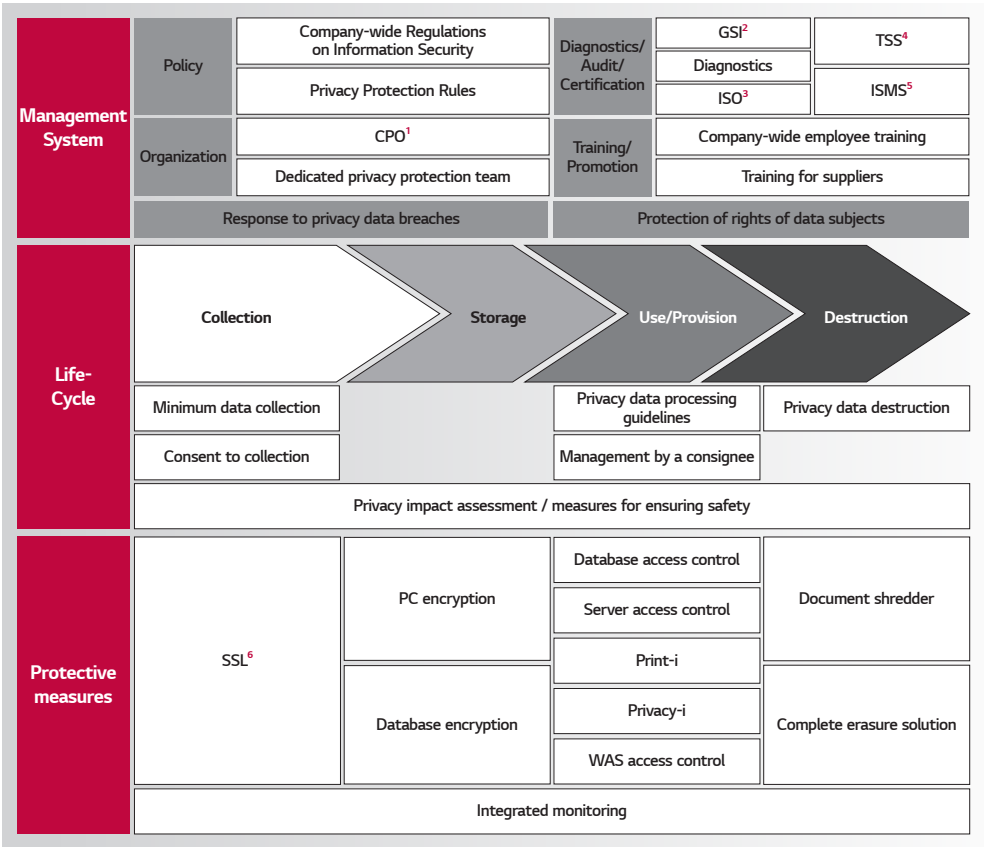 Management
System
Policy
Company-wide Regulations
on Information Security
Privacy Protection Rules
Organization
CPO1
Dedicated privacy protection team
Diagnostics/
Audit/
Certification
GSI2
Diagnostics
ISO3
TSS4
ISMS5
Training/
Promotion
Company-wide employee training
Training for suppliers
Response to privacy data breaches
Protection of rights of data subjects
Life-
Cycle
Collection
Storage
Use/Provision
Destruction
Minimum data collection
Consent to collection
Privacy data processing
guidelines
Management by a consignee
Privacy data destruction
Privacy impact assessment / measures for ensuring safety
Protective
measures
SSL6
PC encryption
Database encryption
Database access control
Server access control
Print-i
Privacy-i
WAS access control
Document shredder
Complete erasure solution
Integrated monitoring